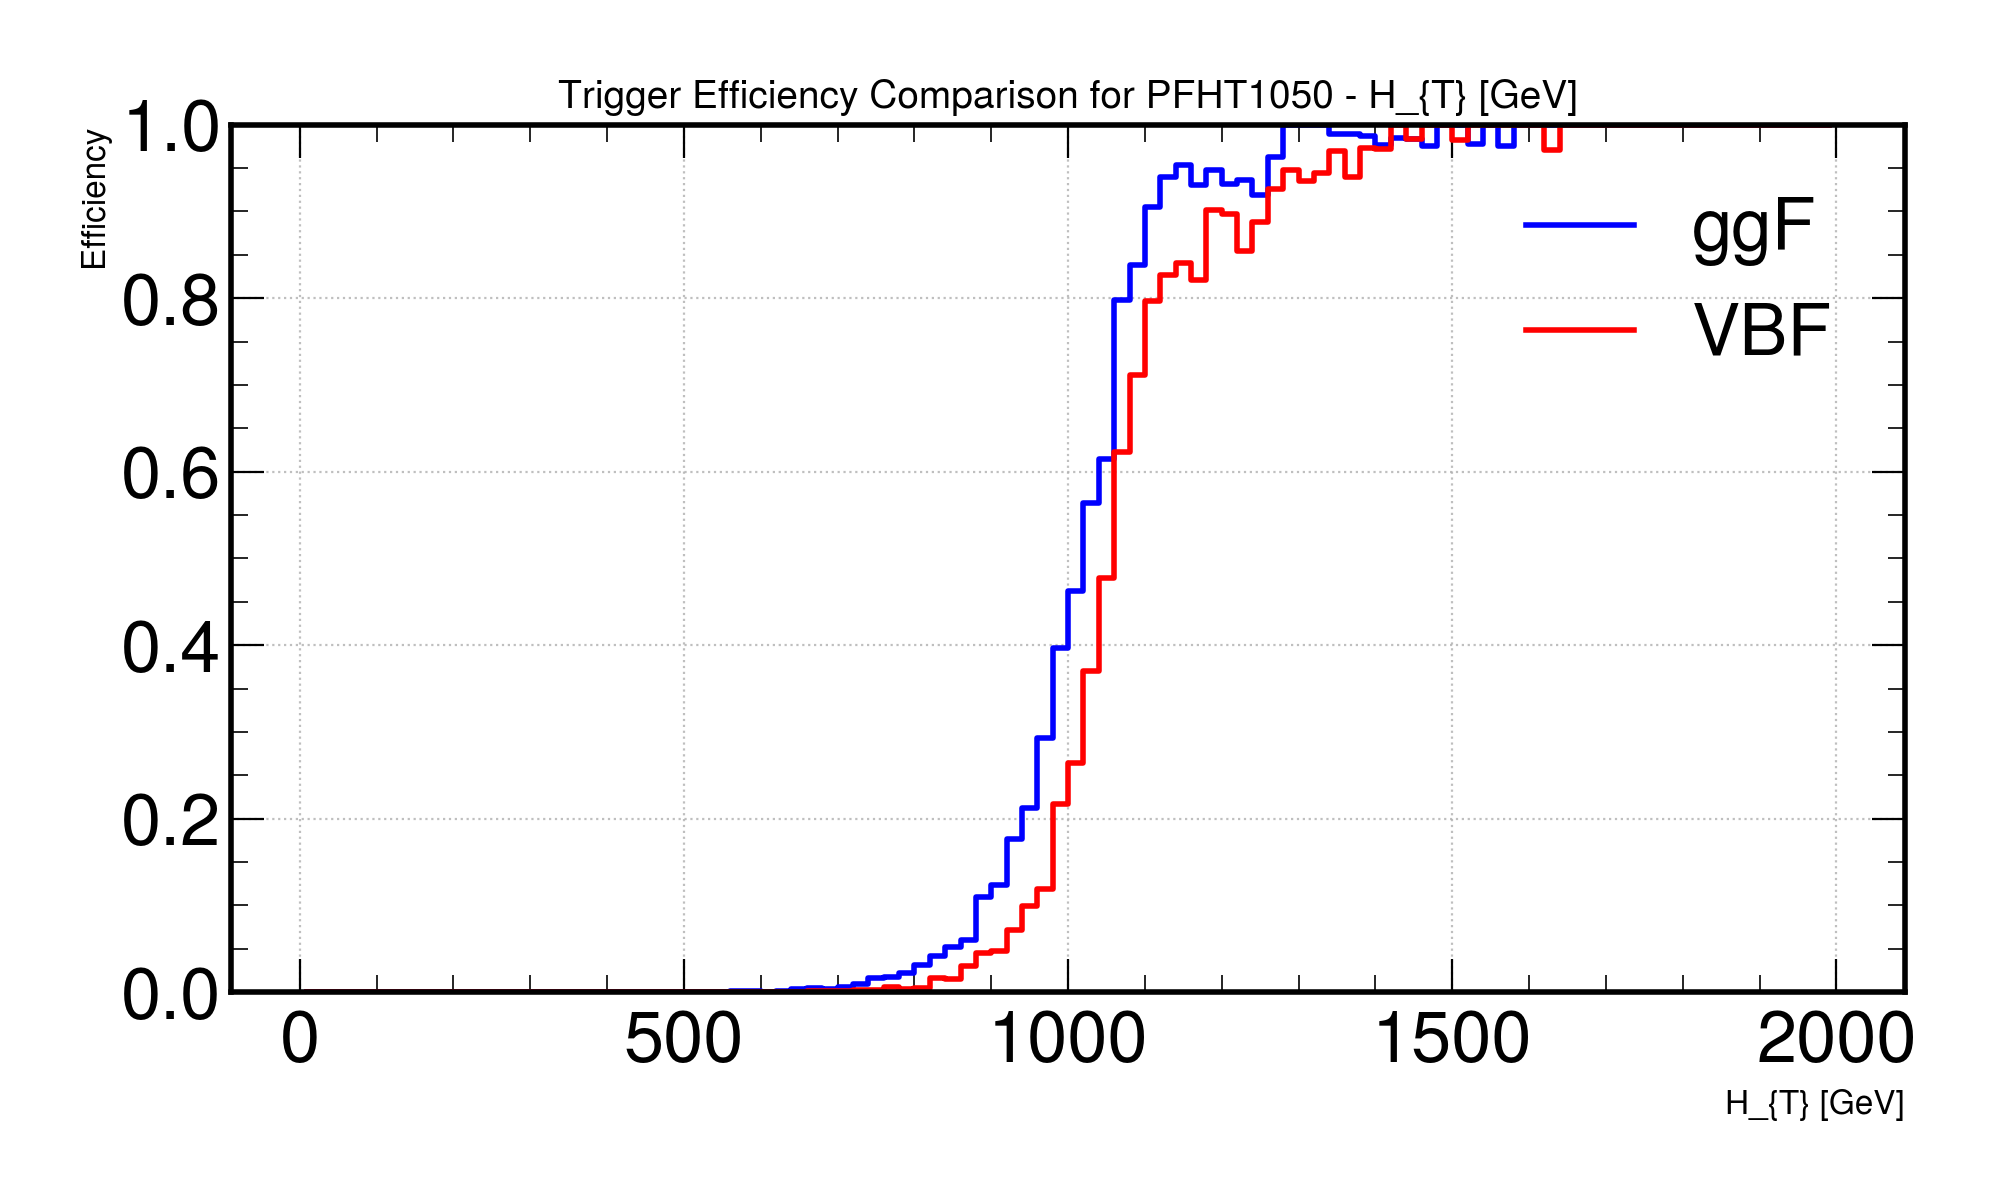 Trigger Efficiency Comparison for PFHT1050 - H_{T} [GeV]
Efficiency
1.0
0.8
0.6
0.4
0.2
0.0
ggF
VBF
0 500 1000 1500 2000
H_{T} [GeV]